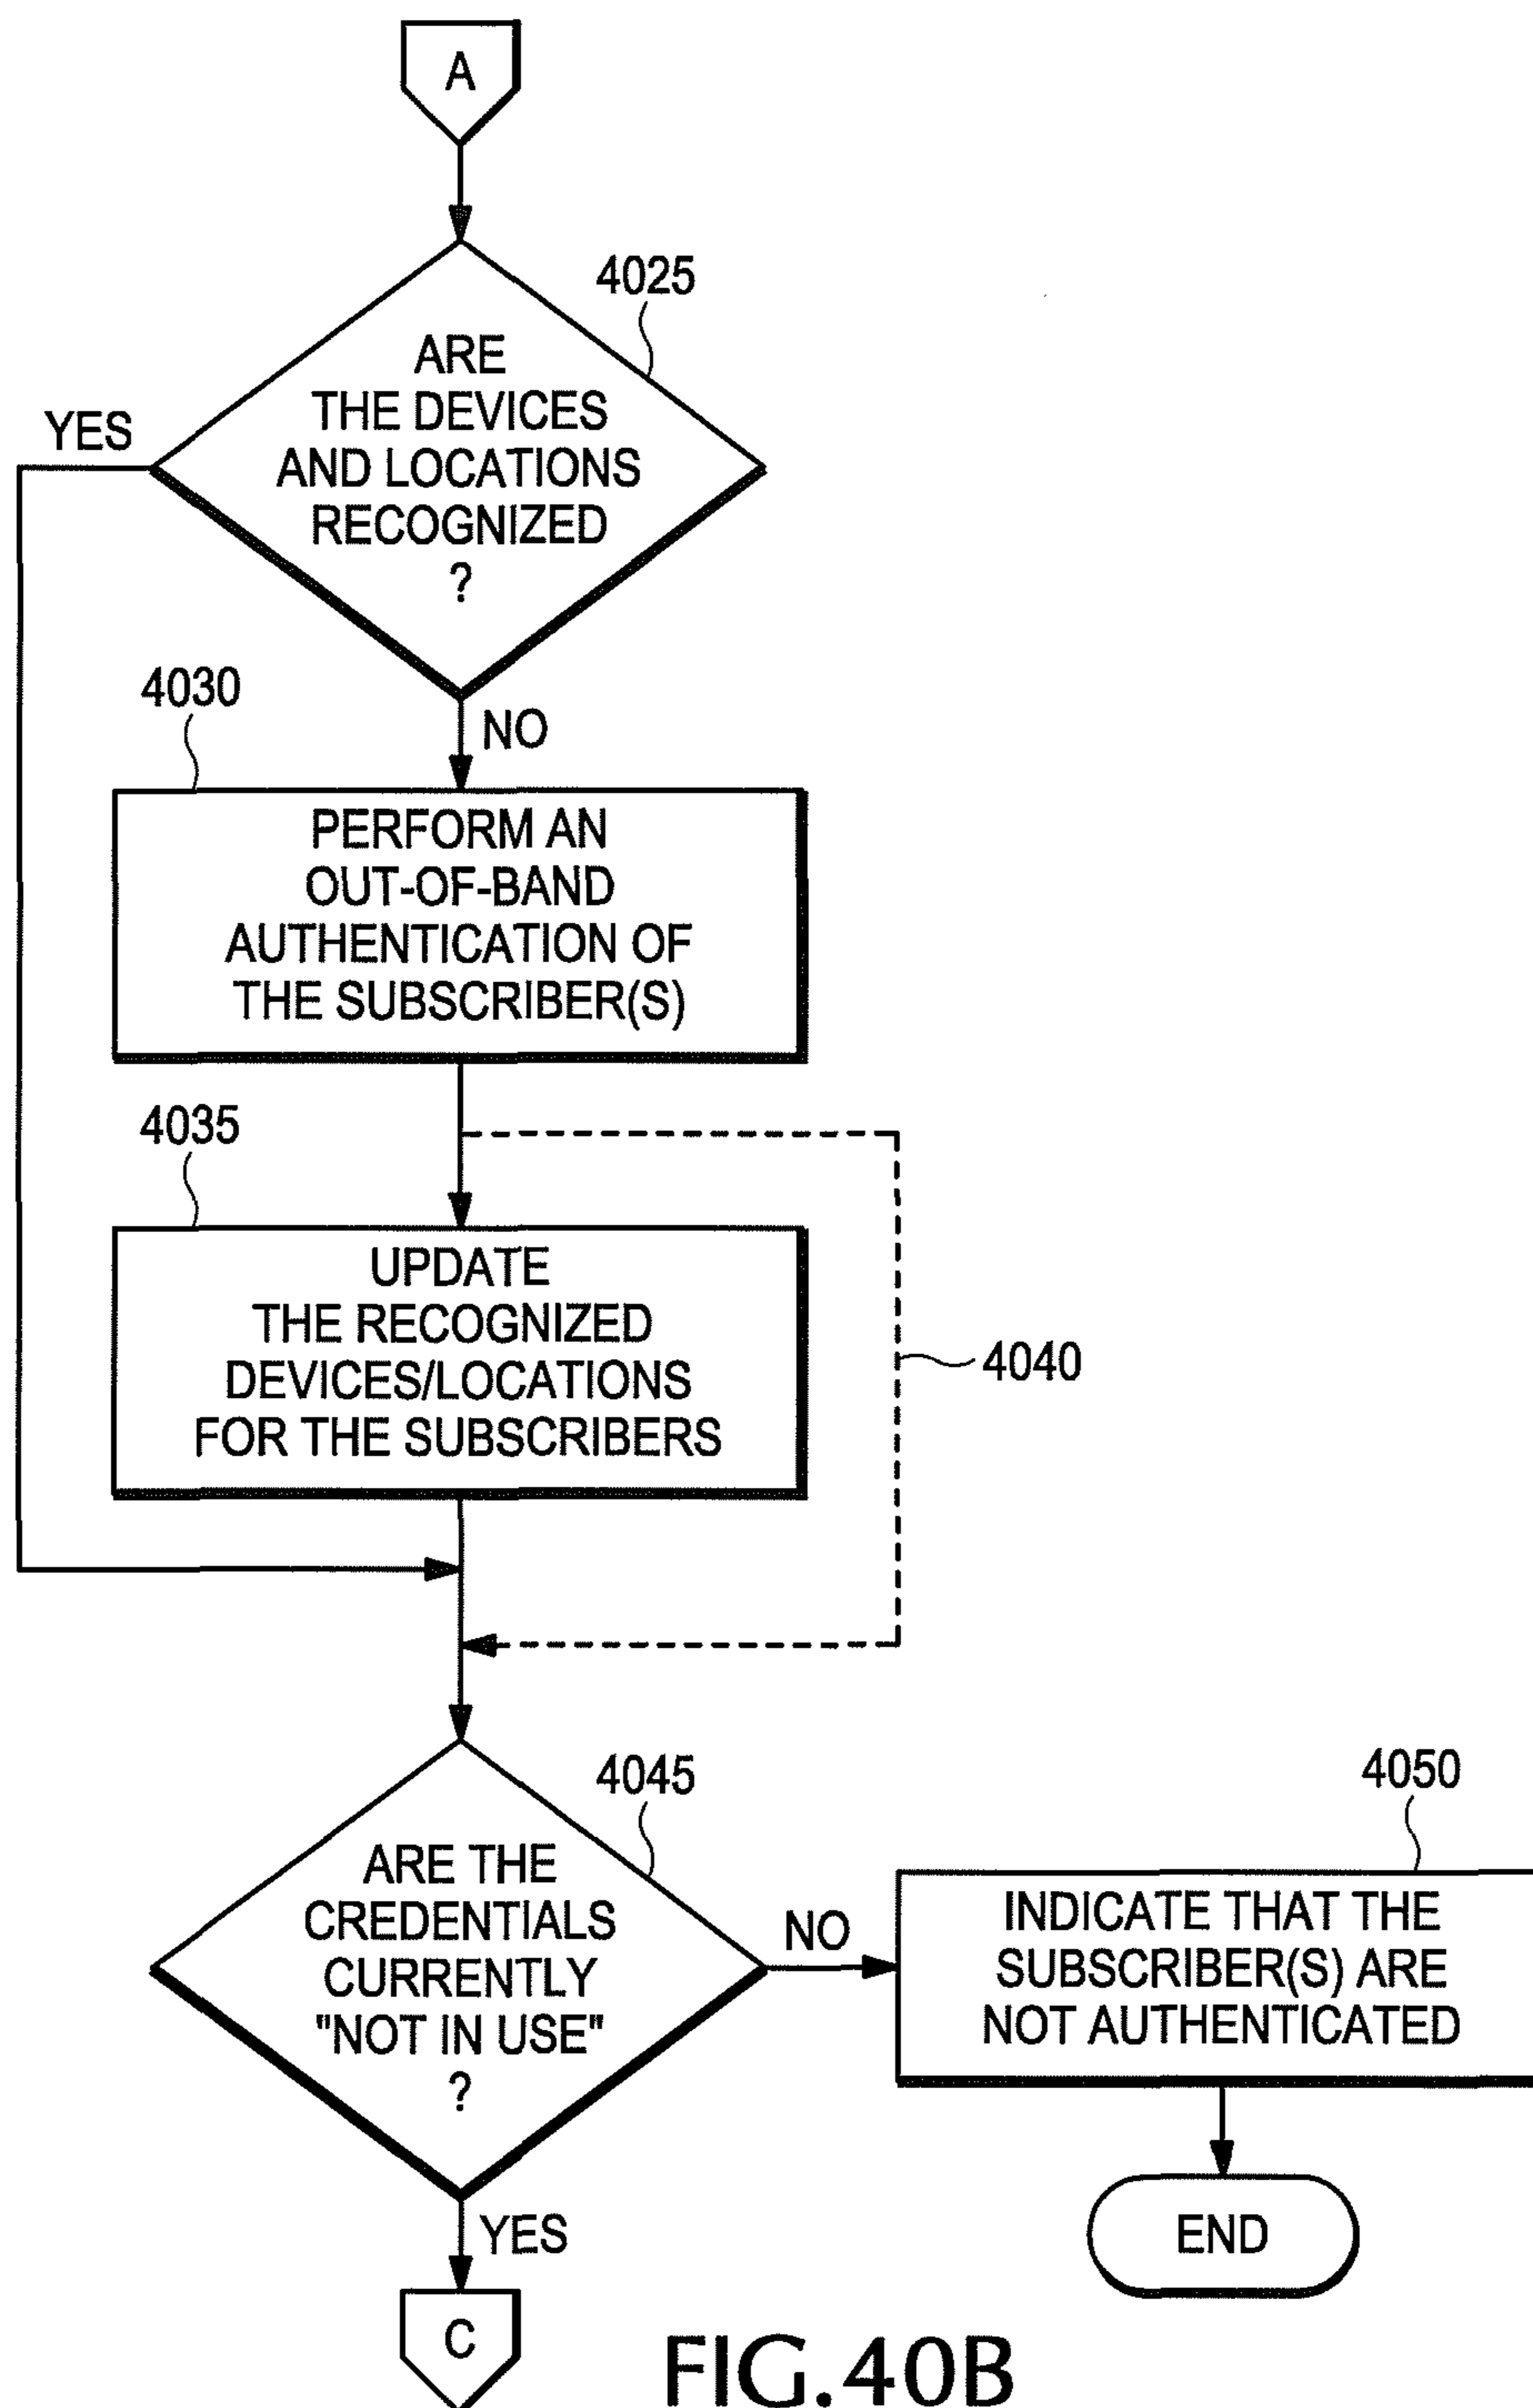 A
4025
ARE
THE DEVICES
AND LOCATIONS
RECOGNIZED
?
YES
NO
4030
PERFORM AN
OUT-OF-BAND
AUTHENTICATION OF
THE SUBSCRIBER(S)
4035
UPDATE
THE RECOGNIZED
DEVICES/LOCATIONS
FOR THE SUBSCRIBERS
4040
4045
ARE THE
CREDENTIALS
CURRENTLY
"NOT IN USE"
?
NO
4050
INDICATE THAT THE
SUBSCRIBER(S) ARE
NOT AUTHENTICATED
END
YES
C
FIG.40B